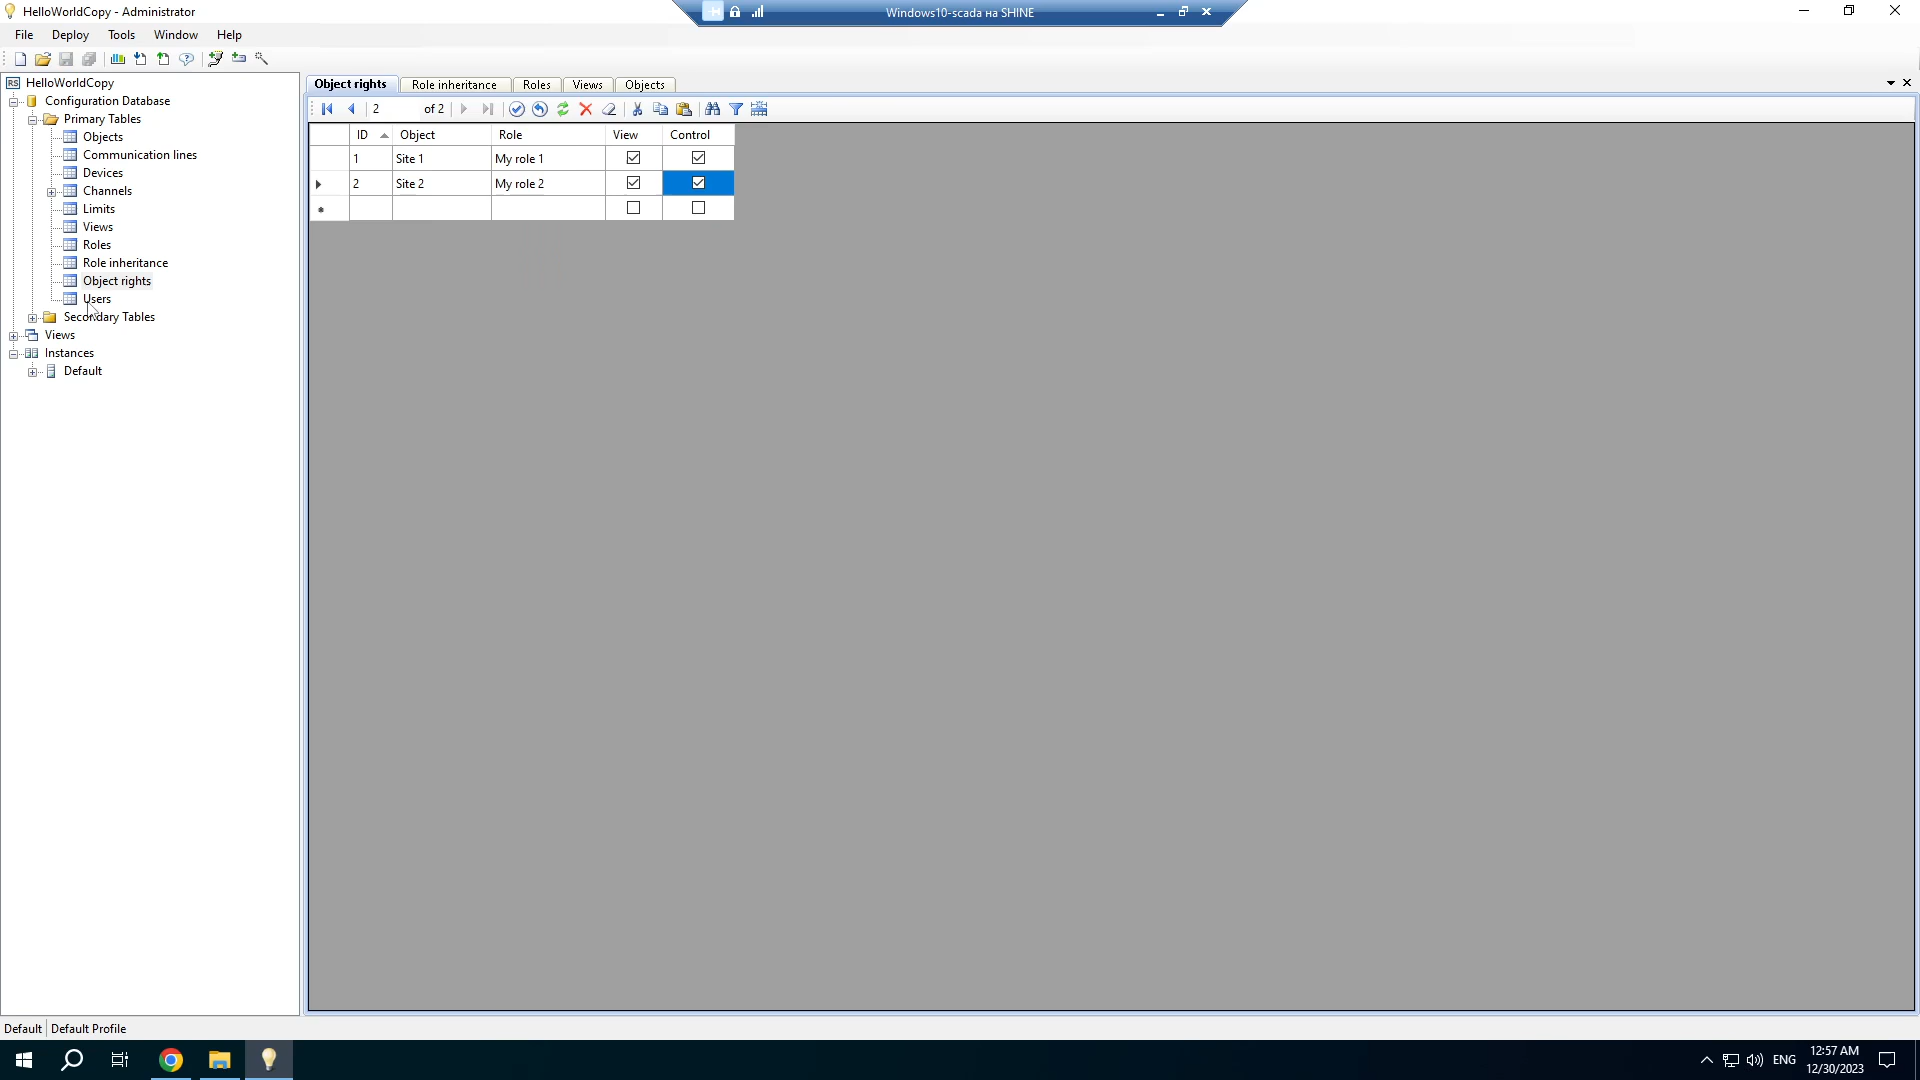 HelloWorldCopy - Administrator
Windows10-scada на SHINE
File Deploy Tools Window Help
RS HelloWorldCopy
Configuration Database
Primary Tables
Objects
Communication lines
Devices
Channels
Limits
Views
Roles
Role inheritance
Object rights
Users
Secondary Tables
Views
Instances
Default
Object rights Role inheritance Roles Views Objects
2 of 2
ID Object Role View Control
1 Site 1 My role 1
2 Site 2 My role 2
Default Default Profile
ENG
12:57 AM
12/30/2023